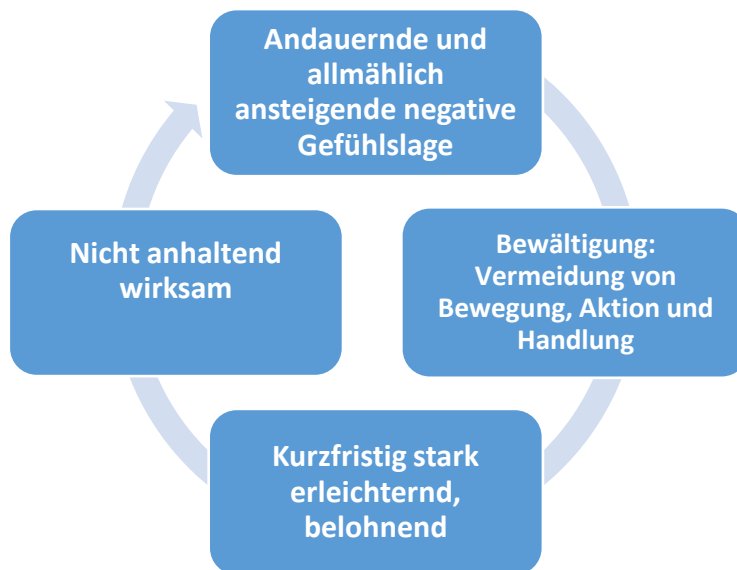 Andauernde und
allmählich
ansteigende negative
Gefühlslage
Bewältigung:
Vermeidung von
Bewegung, Aktion und
Handlung
Kurzfristig stark
erleichternd,
belohnend
Nicht anhaltend
wirksam